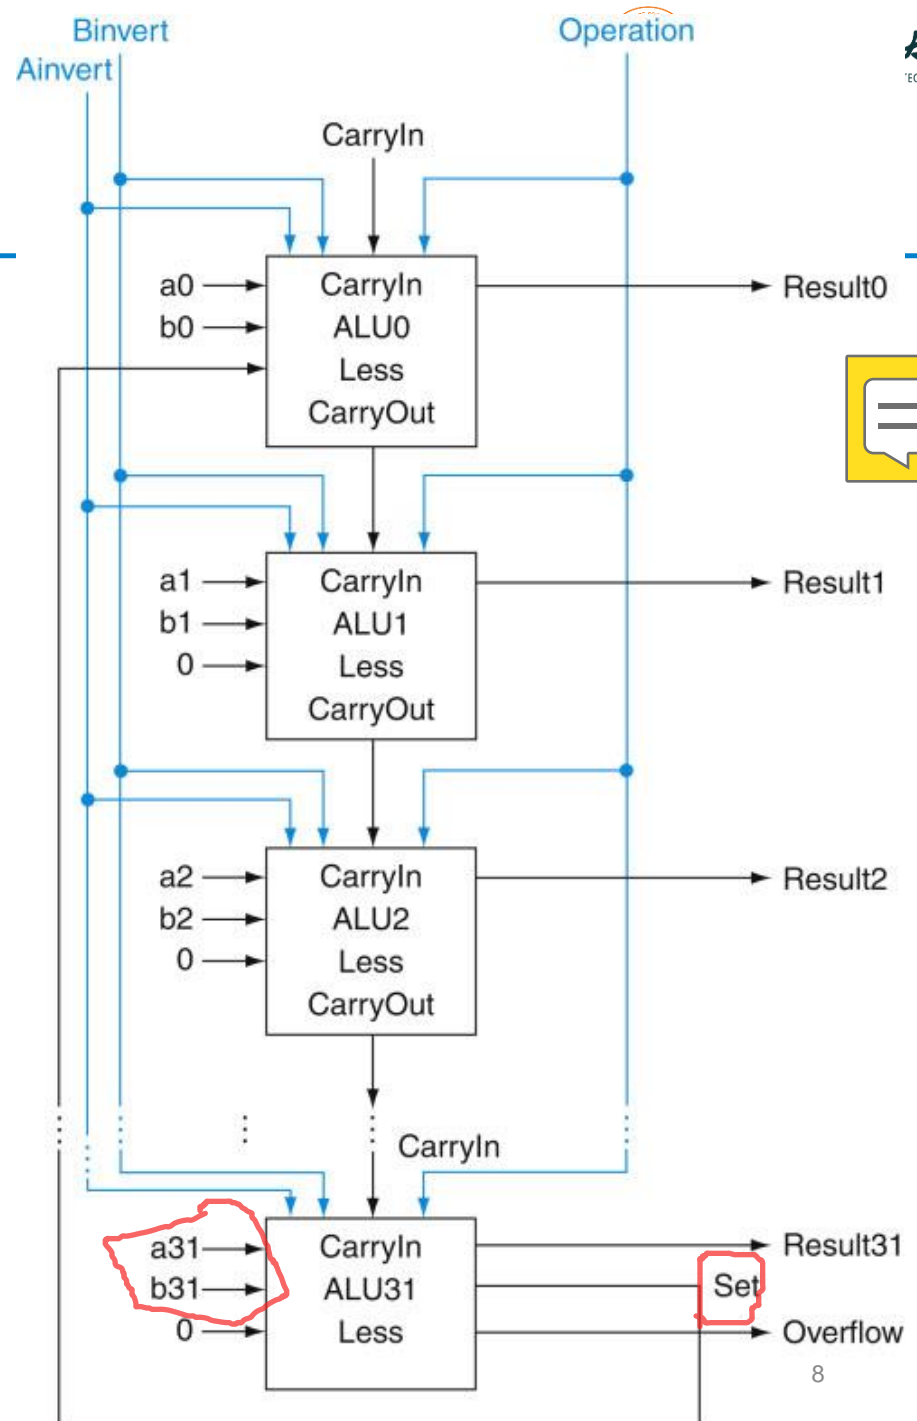 Binvert
Operation
Ainvert
CarryIn
a0
CarryIn
Result0
b0
ALU0
Less
CarryOut
a1
CarryIn
Result1
b1
ALU1
0
Less
CarryOut
a2
CarryIn
Result2
b2
ALU2
0
Less
CarryOut
CarryIn
a31
CarryIn
Result31
b31
ALU31
Set
0
Less
Overflow
8